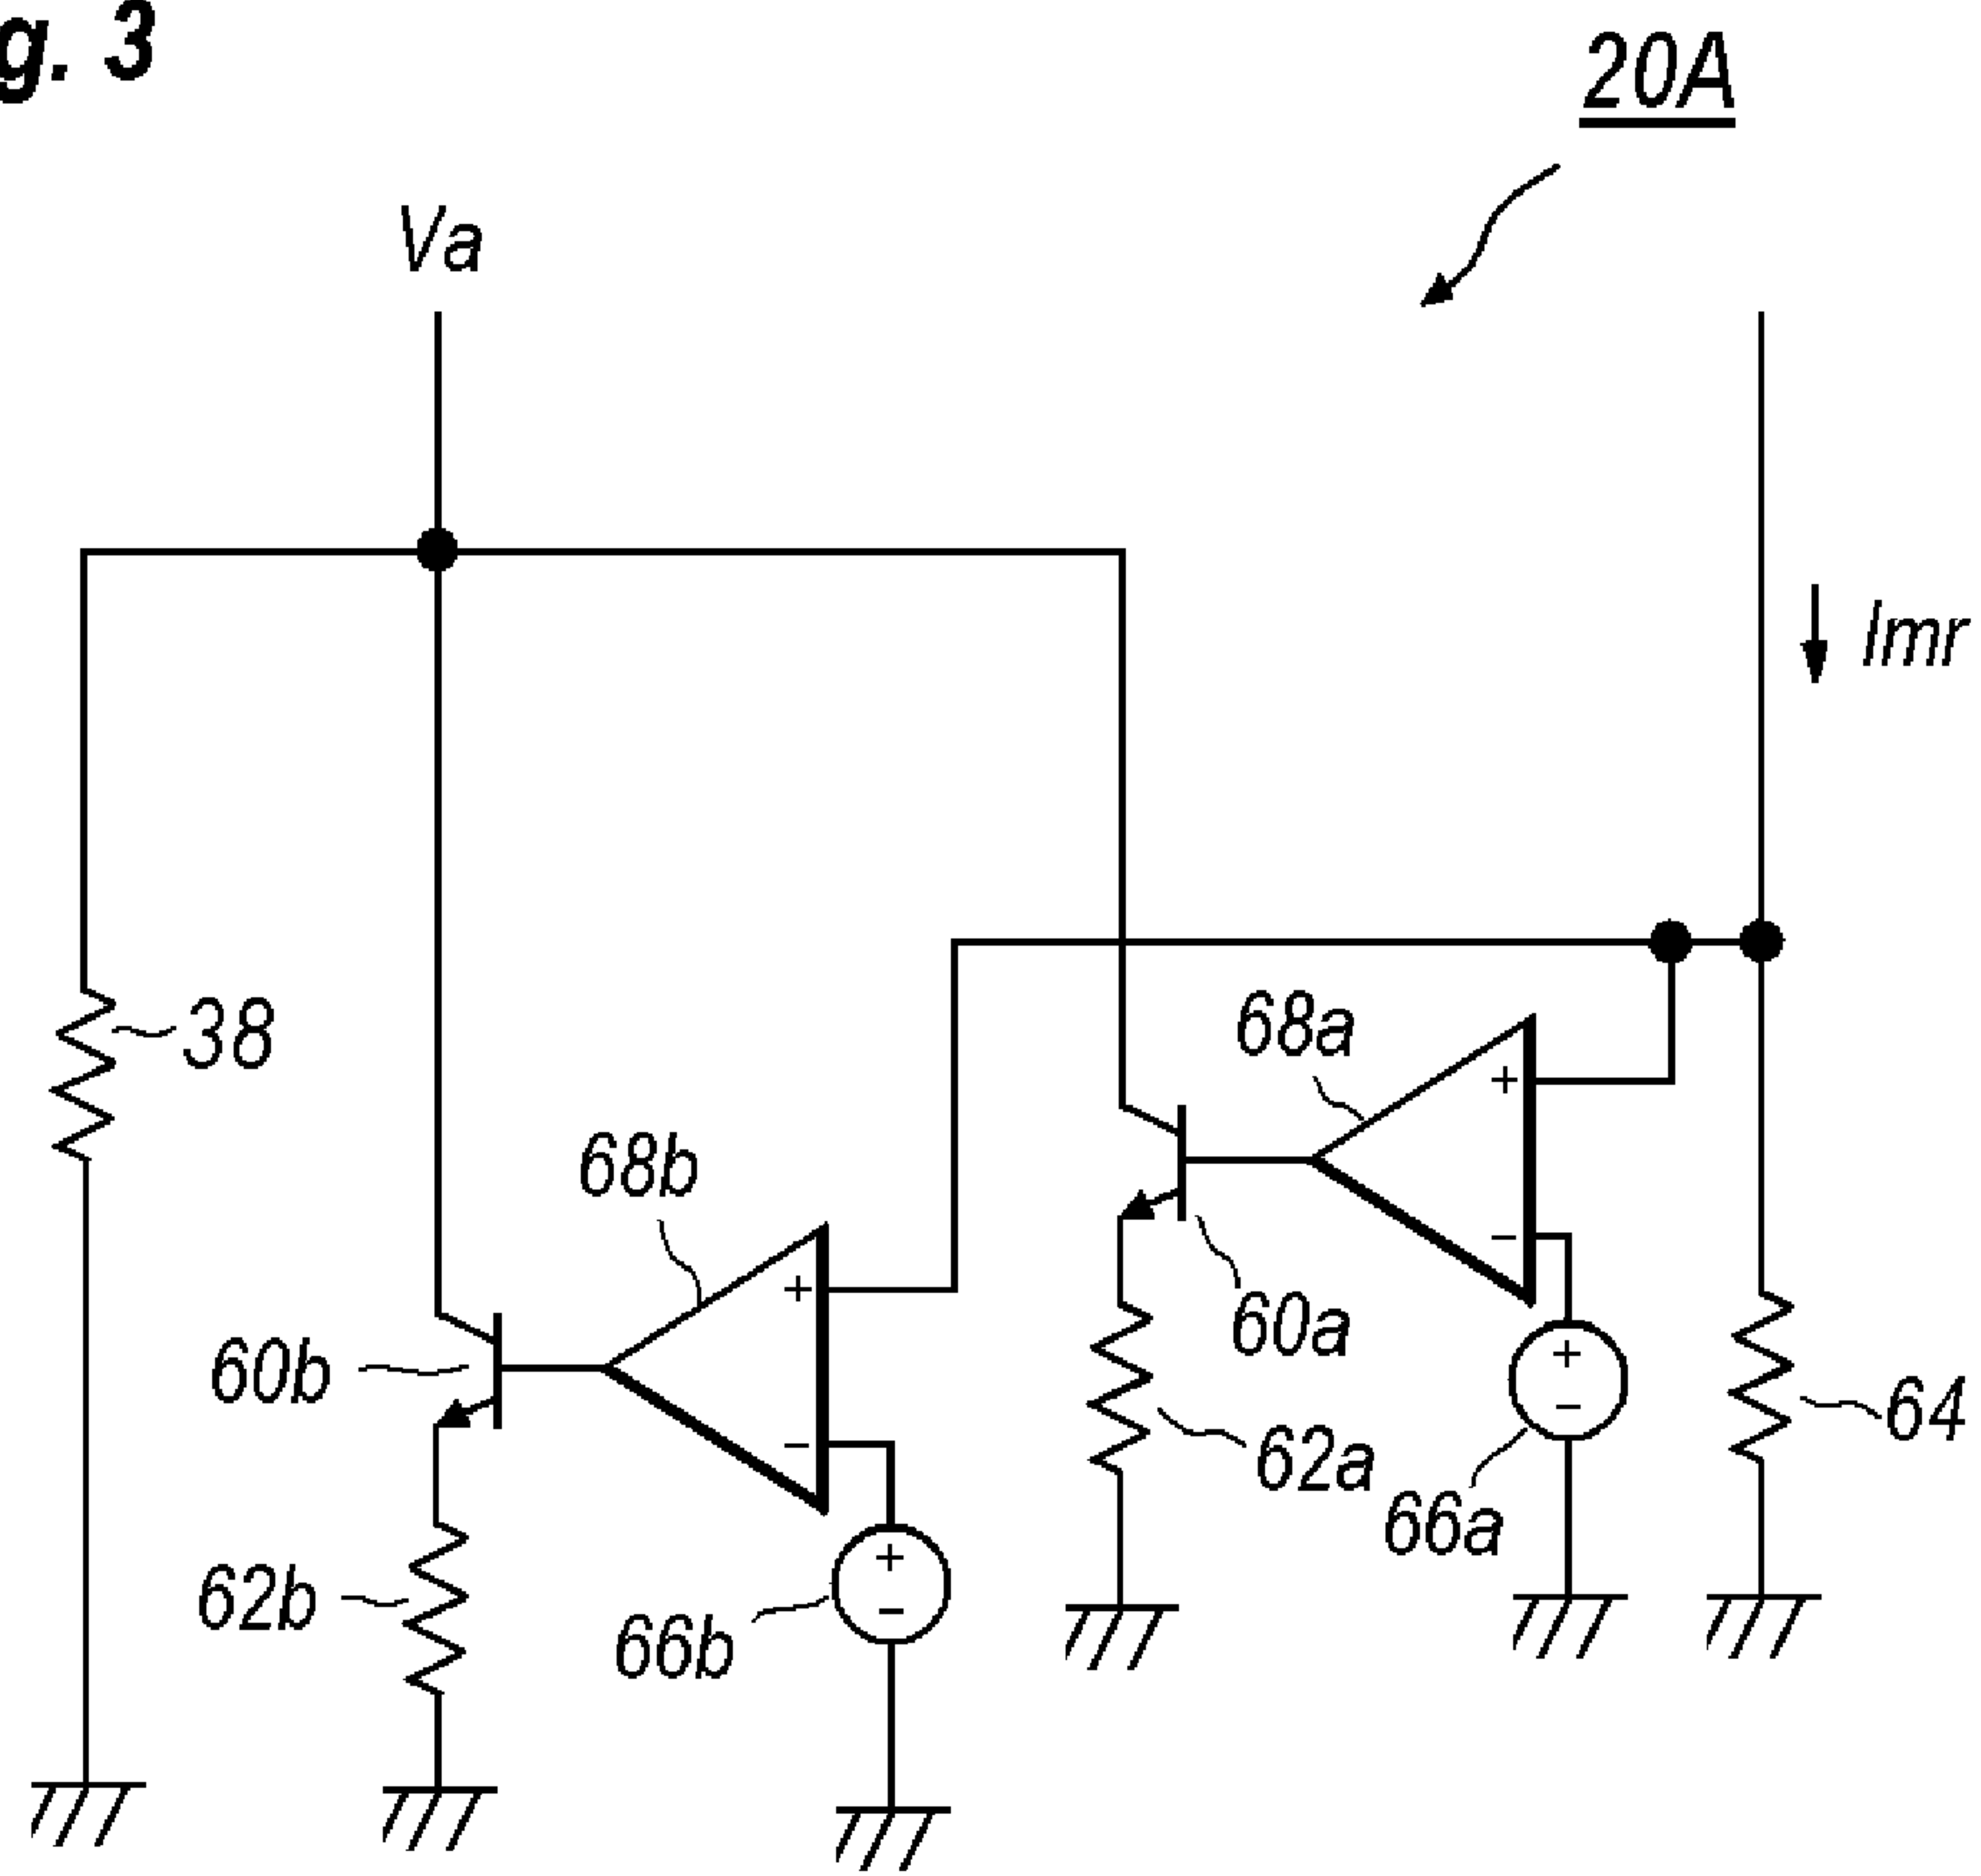 g. 3
20A
Va
Imr
38
68a
68b
+
-
+
-
60b
60a
+
-
64
62a
66a
62b
66b
+
-